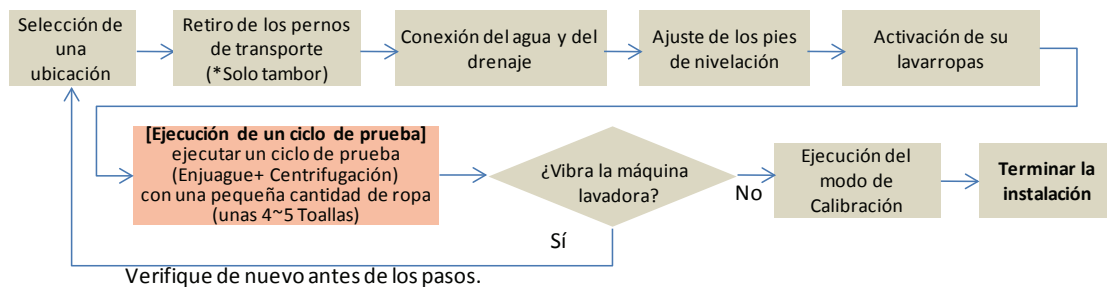 Selección de
una
ubicación
Retiro de los pernos
de transporte
(*Solo tambor)
Conexión del agua y del
drenaje
Ajuste de los pies
de nivelación
Activación de su
lavarropas
[Ejecución de un ciclo de prueba]
ejecutar un ciclo de prueba
(Enjuague+ Centrifugación)
con una pequeña cantidad de ropa
(unas 4~5 Toallas)
¿Vibra la máquina
lavadora?
No
Ejecución del
modo de
Calibración
Terminar la
instalación
Sí
Verifique de nuevo antes de los pasos.